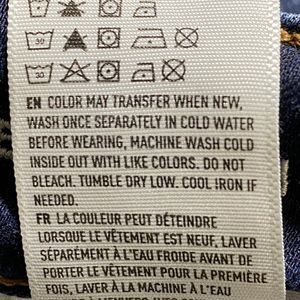 30
30
EN COLOR MAY TRANSFER WHEN NEW,
WASH ONCE SEPARATELY IN COLD WATER
BEFORE WEARING, MACHINE WASH COLD
INSIDE OUT WITH LIKE COLORS. DO NOT
BLEACH. TUMBLE DRY LOW. COOL IRON IF
NEEDED.
FR LA COULEUR PEUT DÉTEINDRE
LORSQUE LE VÊTEMENT EST NEUF, LAVER
SÉPARÉMENT À L'EAU FROIDE AVANT DE
PORTER LE VÊTEMENT POUR LA PREMIÈRE
FOIS, LAVER À LA MACHINE À L'EAU